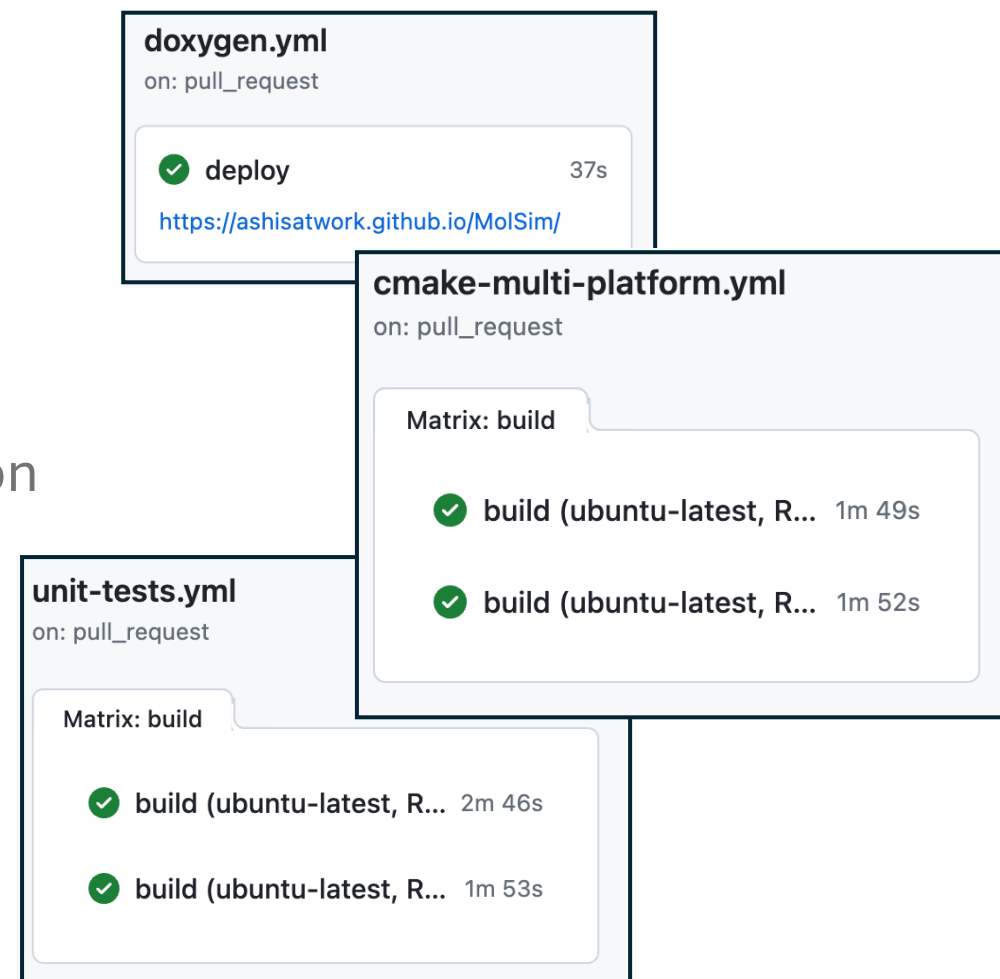 doxygen.yml
on: pull_request
deploy 37s
https://ashisatwork.github.io/MolSim/
cmake-multi-platform.yml
on: pull_request
Matrix: build
build (ubuntu-latest, R... 1m 49s
build (ubuntu-latest, R... 1m 52s
unit-tests.yml
on: pull_request
Matrix: build
build (ubuntu-latest, R... 2m 46s
build (ubuntu-latest, R... 1m 53s